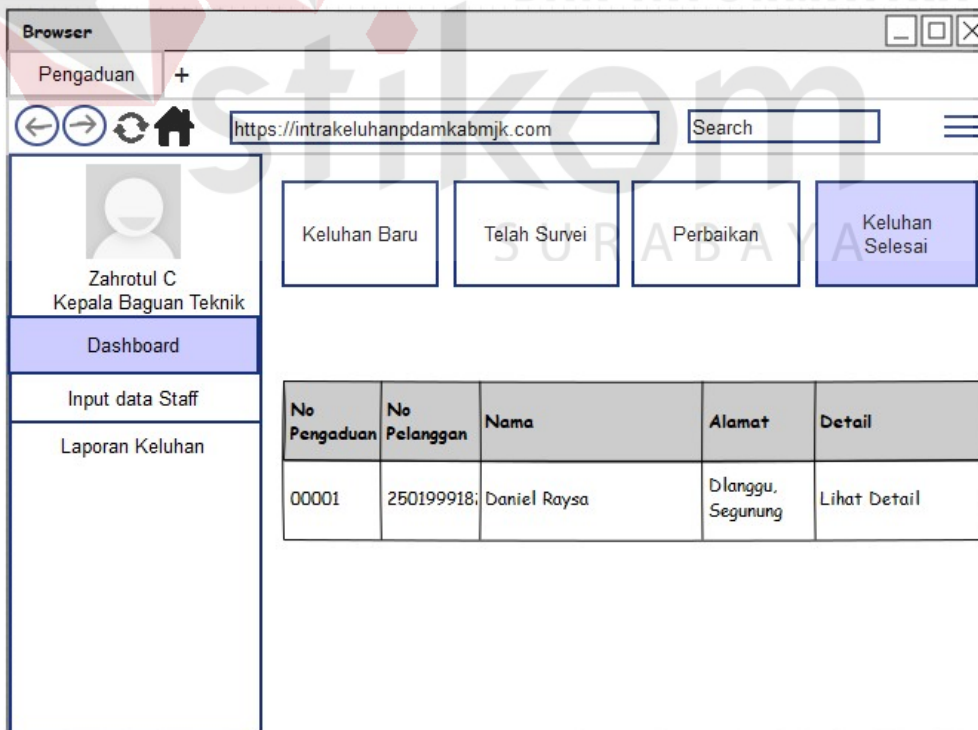 Browser
Pengaduan +
https://intrakeluhanpdamkabmjk.com
Search
stikom
SURABAYA
Zahrotul C
Kepala Baguan Teknik
Dashboard
Input data Staff
Laporan Keluhan
Keluhan Baru
Telah Survei
Perbaikan
Keluhan
Selesai
No
Pengaduan
No
Pelanggan
Nama
Alamat
Detail
00001
250199918
Daniel Raysa
Dlanggu,
Segunung
Lihat Detail